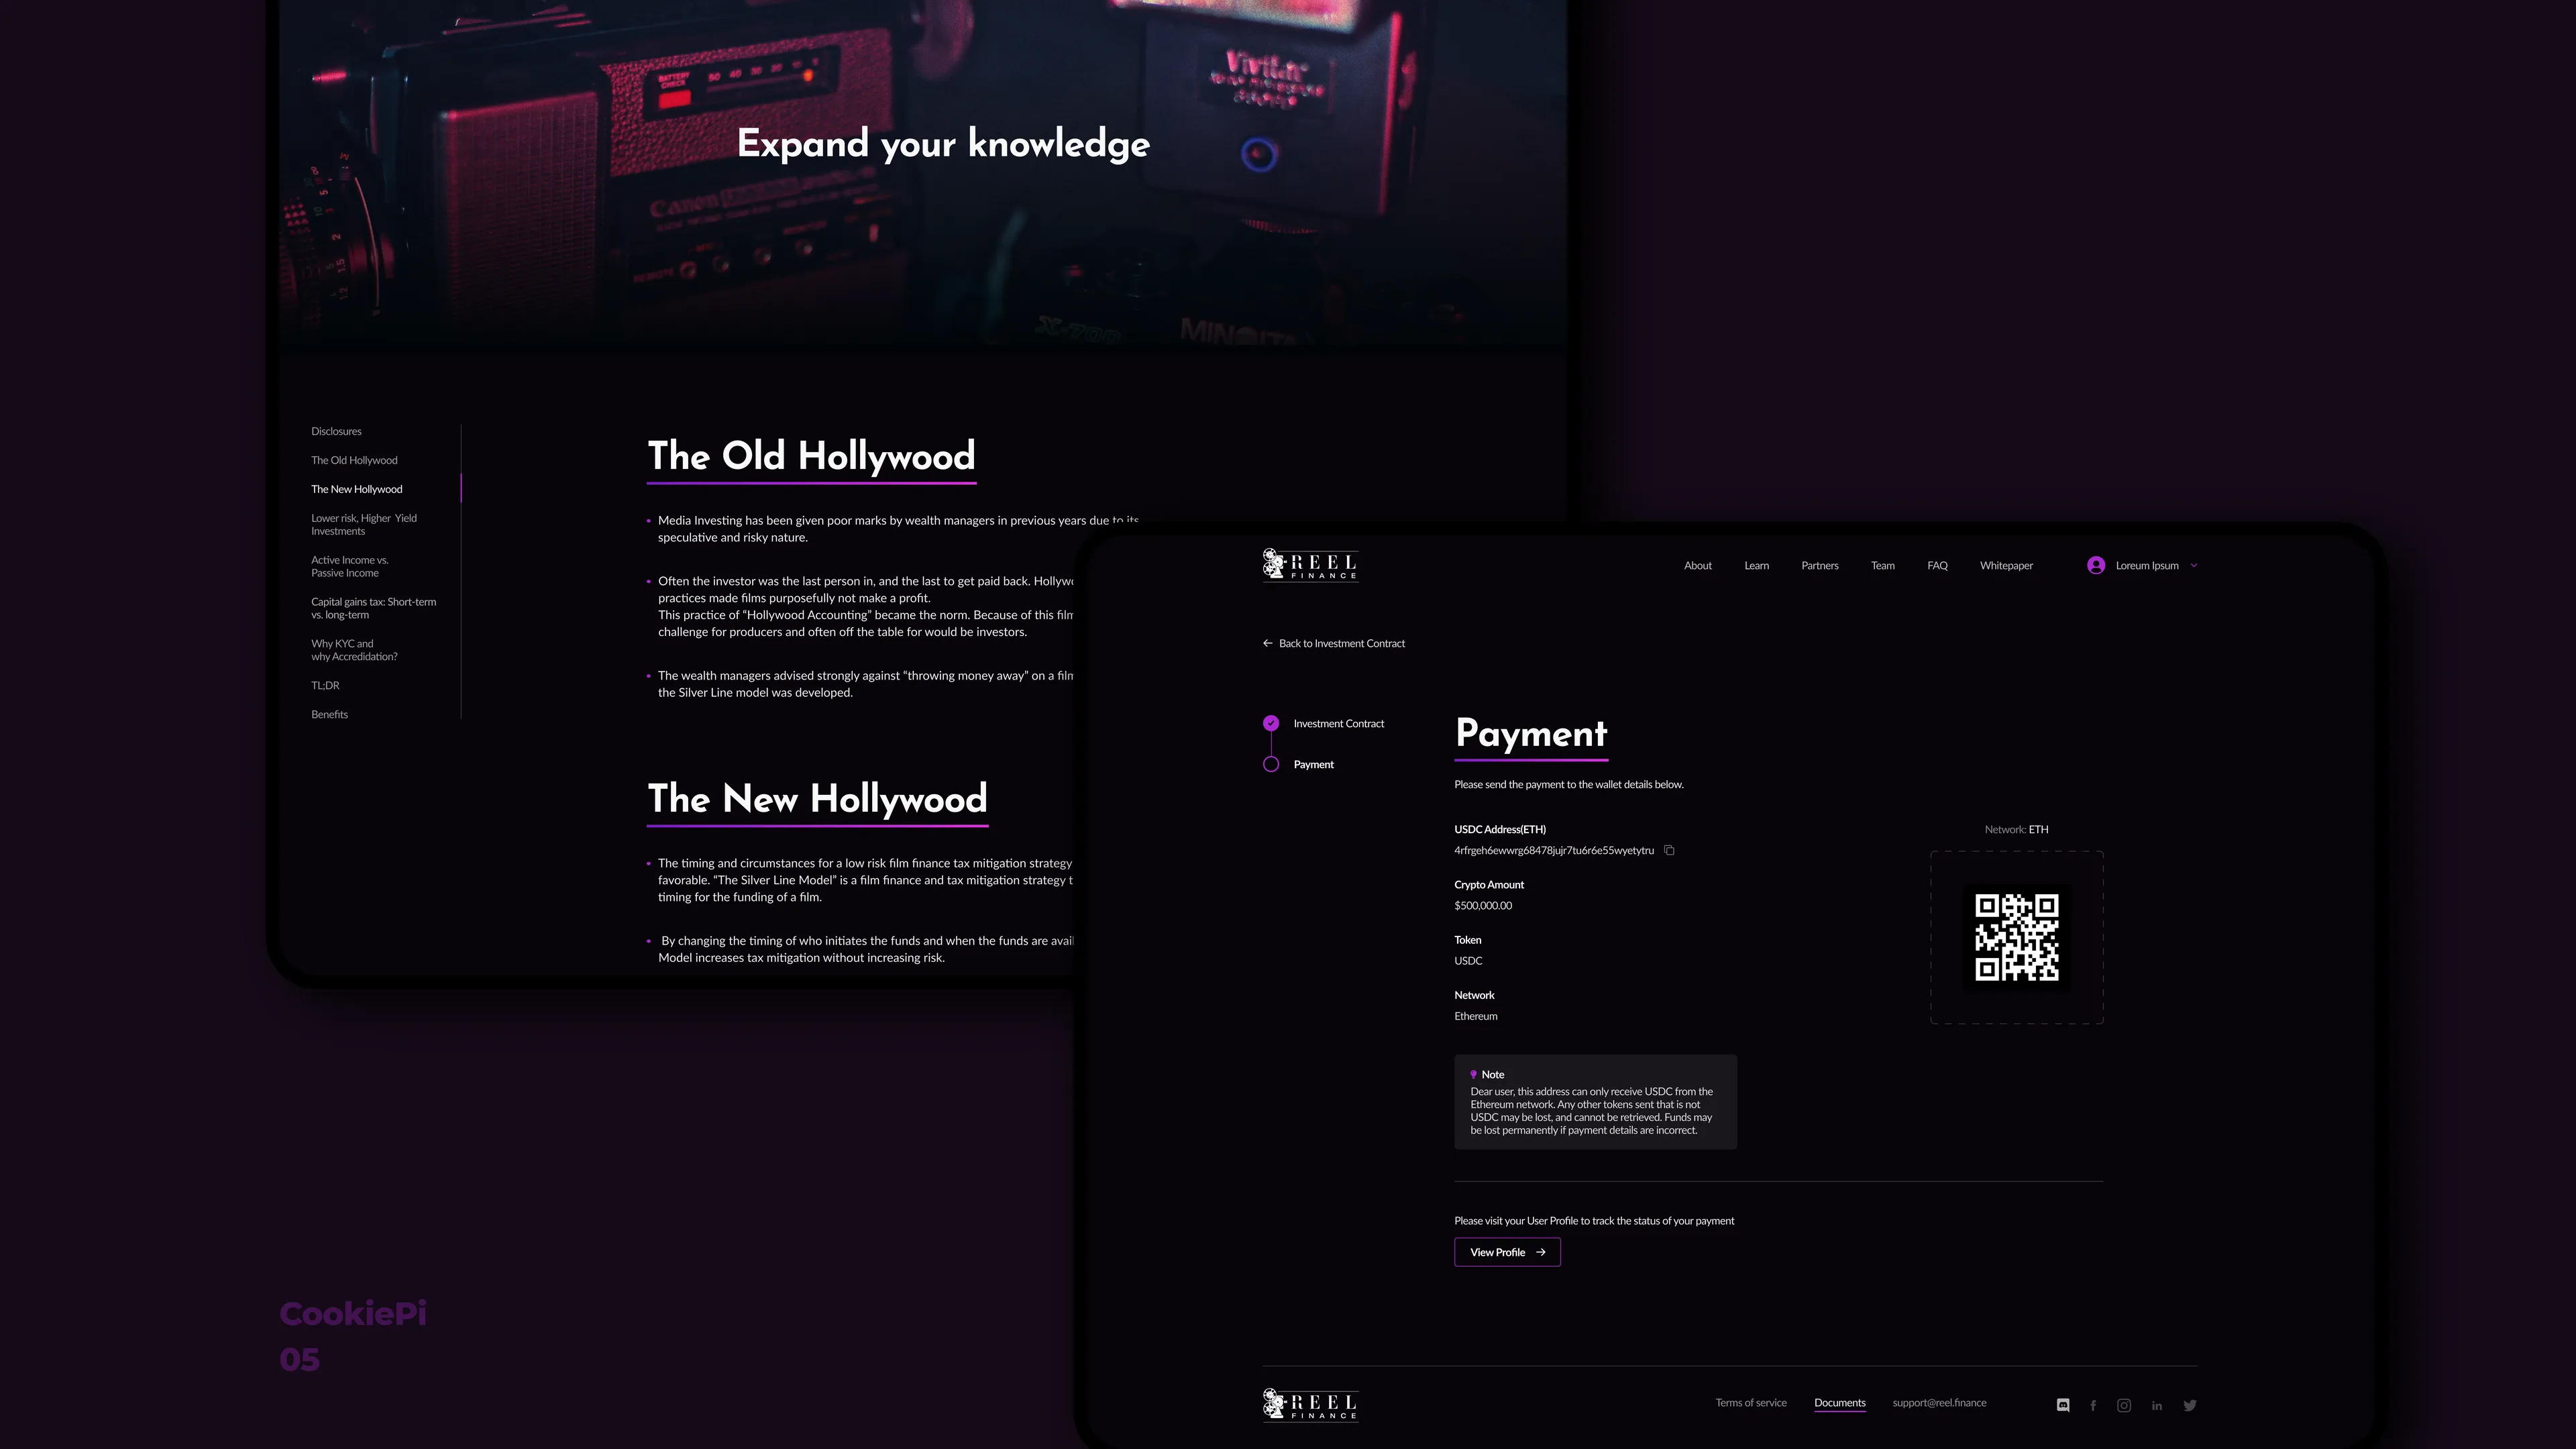 BATTERY
CHECK
50 40 30 20 10
Vivitar
Expand your knowledge
Canon
REMOTE
X-700
MINOLTA
Disclosures
The Old Hollywood
The New Hollywood
Lower risk, Higher Yield
Investments
Active Income vs.
Passive Income
Capital gains tax: Short-term
vs. long-term
Why KYC and
why Accredidation?
TL;DR
Benefits
The Old Hollywood
• Media Investing has been given poor marks by wealth managers in previous years due to its
speculative and risky nature.
• Often the investor was the last person in, and the last to get paid back.
practices made films purposefully not make a profit.
This practice of “Hollywood Accounting” became the norm. Because of this
challenge for producers and often off the table for would be investors.
• The wealth managers advised strongly against “throwing money away” on a
the Silver Line model was developed.
The New Hollywood
• The timing and circumstances for a low risk film finance tax mitigation strategy
favorable. “The Silver Line Model” is a film finance and tax mitigation strategy
timing for the funding of a film.
• By changing the timing of who initiates the funds and when the funds are
Model increases tax mitigation without increasing risk.
REEL
FINANCE
About Learn Partners Team FAQ Whitepaper Loreum Ipsum
Back to Investment Contract
Investment Contract
Payment
Payment
Please send the payment to the wallet details below.
USDC Address(ETH)
4rfrgeh6ewwrg68478jujr7tu6r6e55wyetytru
Crypto Amount
$500,000.00
Token
USDC
Network
Ethereum
Network: ETH
Note
Dear user, this address can only receive USDC from the
Ethereum network. Any other tokens sent that is not
USDC may be lost, and cannot be retrieved. Funds may
be lost permanently if payment details are incorrect.
Please visit your User Profile to track the status of your payment
View Profile
REEL
FINANCE
Terms of service Documents support@reel.finance
CookiePi
05